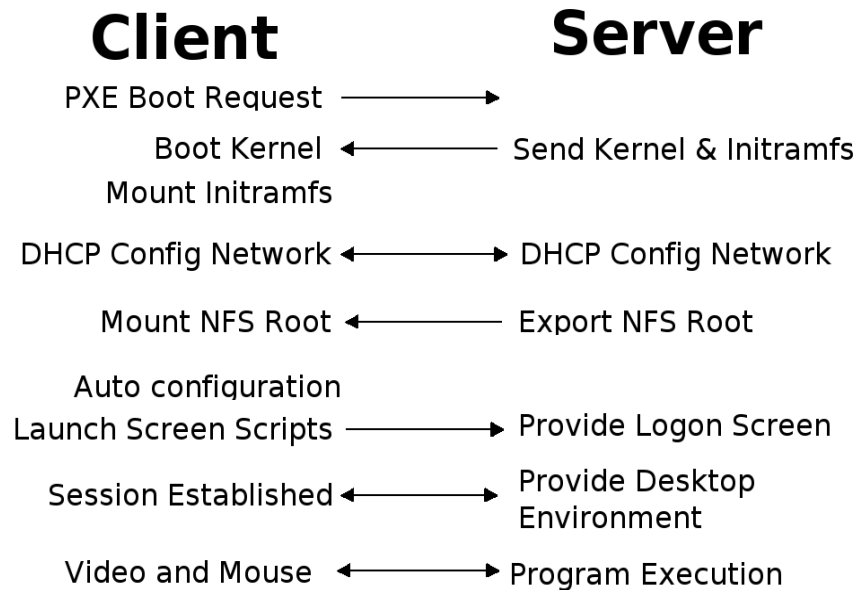 Client Server
PXE Boot Request
Boot Kernel Send Kernel & Initramfs
Mount Initramfs
DHCP Config Network DHCP Config Network
Mount NFS Root Export NFS Root
Auto configuration
Launch Screen Scripts Provide Logon Screen
Session Established Provide Desktop
Environment
Video and Mouse Program Execution